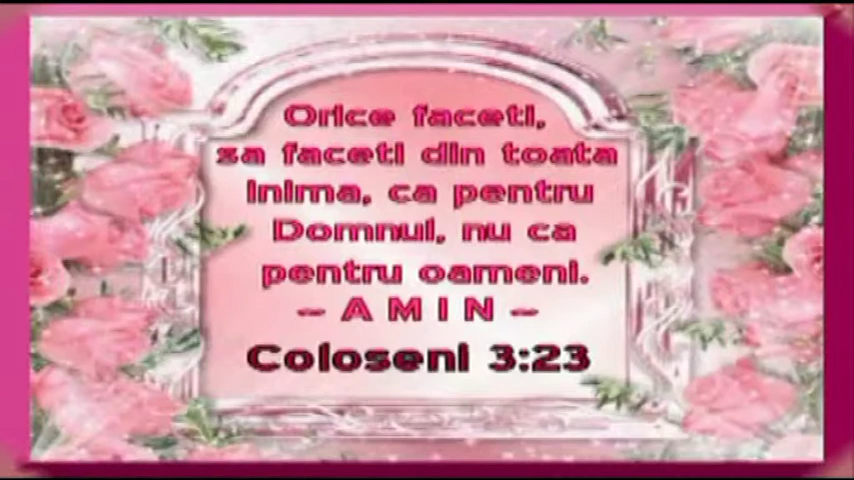 Orice faceti,
sa faceti din toata
inima, ca pentru
Domnul, nu ca
pentru oameni.
~ A M I N ~
Coloseni 3:23